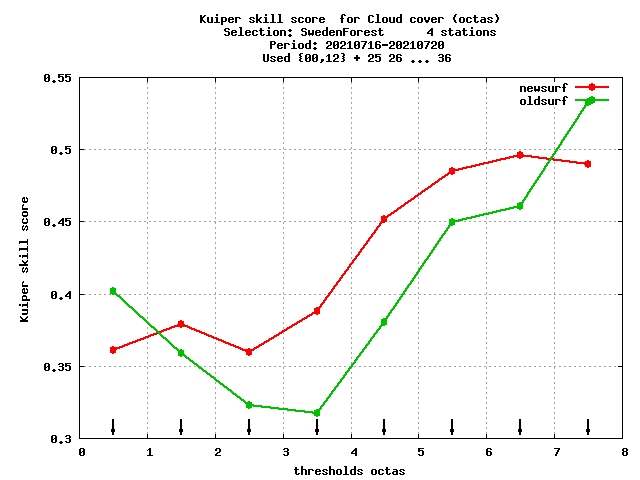 Kuiper skill score  for Cloud cover (octas)
Selection: SwedenForest      4 stations
Period: 20210716-20210720
Used {00,12} + 25 26 ... 36
newsurf
oldsurf
0.55
0.5
0.45
0.4
0.35
0.3
Kuiper skill score
0 1 2 3 4 5 6 7 8
thresholds octas